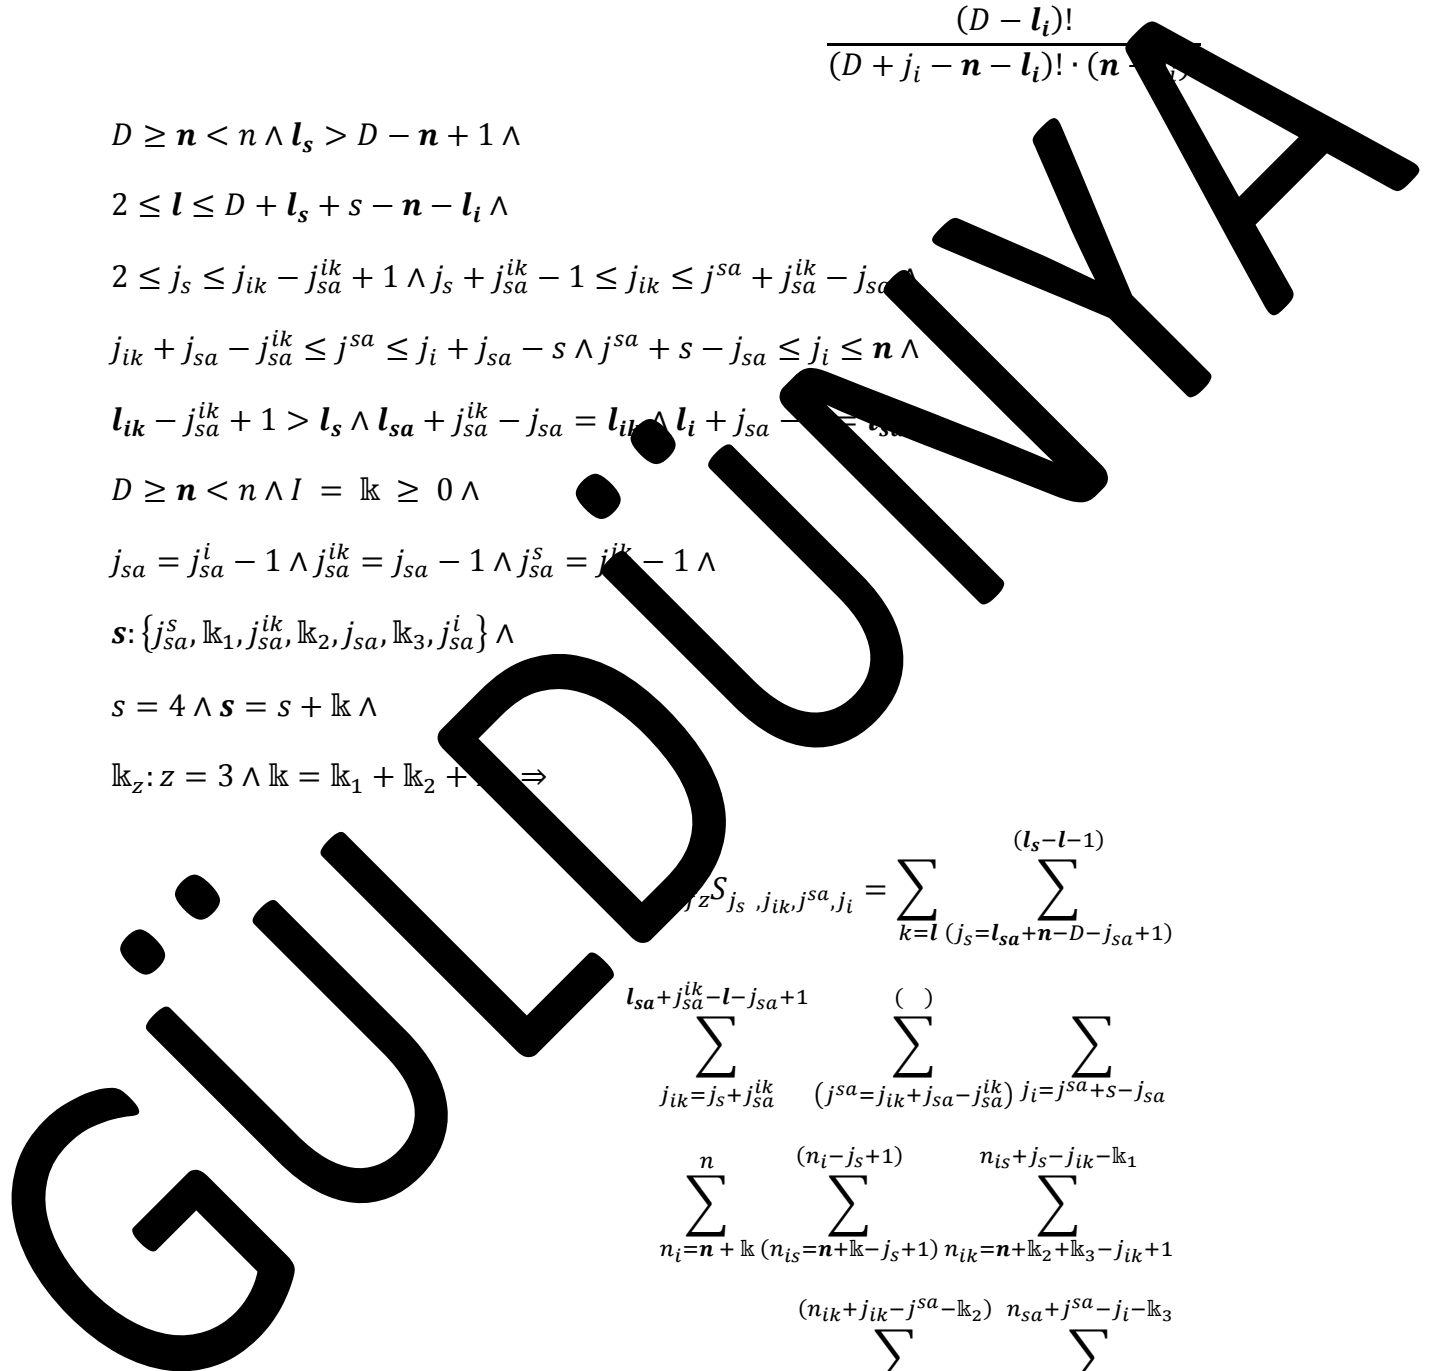 (D − l_i)!
(D + j_i − n − l_i)! · (n
D ≥ n < n ∧ l_s > D − n + 1 ∧
2 ≤ l ≤ D + l_s + s − n − l_i ∧
2 ≤ j_s ≤ j_ik − j_sa^ik + 1 ∧ j_s + j_sa^ik − 1 ≤ j_ik ≤ j^sa + j_sa^ik − j_sa ∧
j_ik + j_sa − j_sa^ik ≤ j^sa ≤ j_i + j_sa − s ∧ j^sa + s − j_sa ≤ j_i ≤ n ∧
l_ik − j_sa^ik + 1 > l_s ∧ l_sa + j_sa^ik − j_sa = l_ik ∧ l_i + j_sa − = l_sa
D ≥ n < n ∧ I = 𝕜 ≥ 0 ∧
j_sa = j_sa^i − 1 ∧ j_sa^ik = j_sa − 1 ∧ j_sa^s = j^ik − 1 ∧
s: {j_sa^s, 𝕜_1, j_sa^ik, 𝕜_2, j_sa, 𝕜_3, j_sa^i} ∧
s = 4 ∧ s = s + 𝕜 ∧
𝕜_z: z = 3 ∧ 𝕜 = 𝕜_1 + 𝕜_2 + ⇒
(l_s−l−1)
z S_{j_s ,j_ik,j^sa,j_i} = ∑ ∑
k=l (j_s=l_sa+n−D−j_sa+1)
l_sa+j_sa^ik−l−j_sa+1 ( )
∑ ∑ ∑
j_ik=j_s+j_sa^ik (j^sa=j_ik+j_sa−j_sa^ik) j_i=j^sa+s−j_sa
n (n_i−j_s+1) n_is+j_s−j_ik−𝕜_1
∑ ∑ ∑
n_i=n + 𝕜 (n_is=n+𝕜−j_s+1) n_ik=n+𝕜_2+𝕜_3−j_ik+1
(n_ik+j_ik−j^sa−𝕜_2) n_sa+j^sa−j_i−𝕜_3
∑ ∑
GÜLDÜNYA